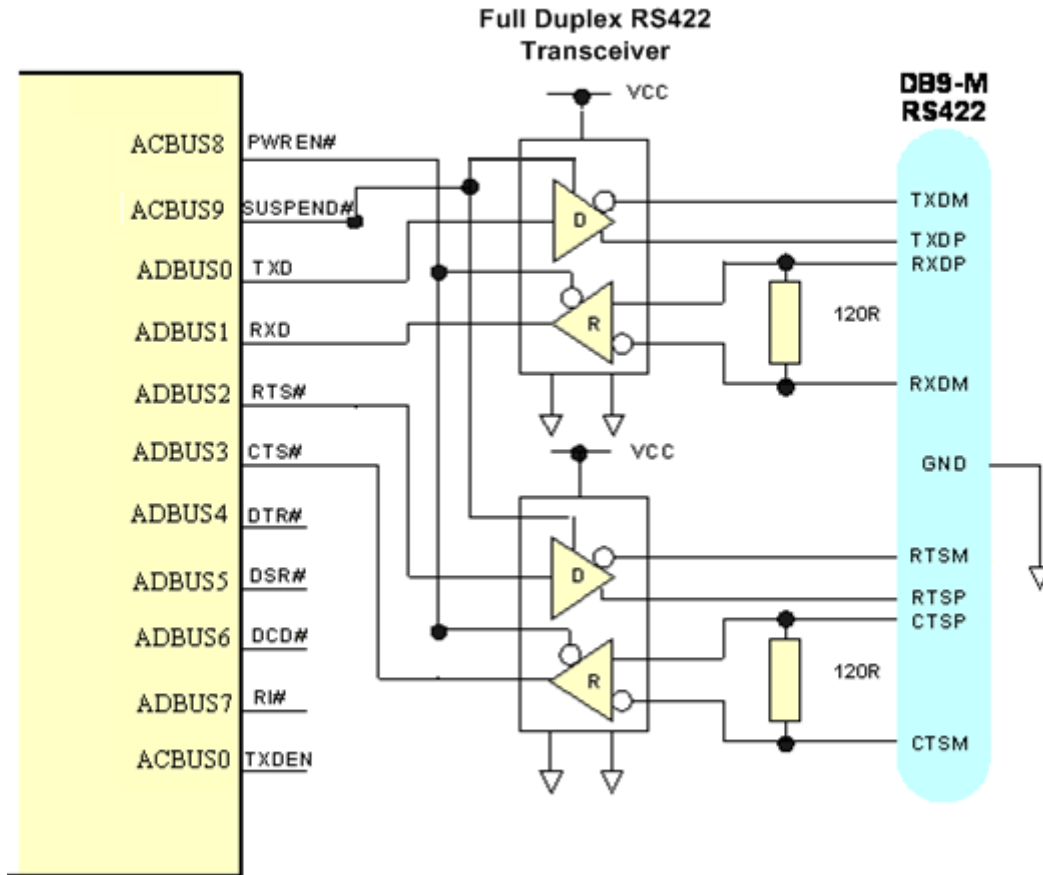 Full Duplex RS422
Transceiver
DB9-M
RS422
VCC
ACBUS8 PWREN#
ACBUS9 SUSPEND#
ADBUS0 TXD
ADBUS1 RXD
ADBUS2 RTS#
ADBUS3 CTS#
ADBUS4 DTR#
ADBUS5 DSR#
ADBUS6 DCD#
ADBUS7 RI#
ACBUS0 TXDEN
D
R
VCC
D
R
120R
120R
TXDM
TXDP
RXDP
RXDM
GND
RTSM
RTSP
CTSP
CTSM